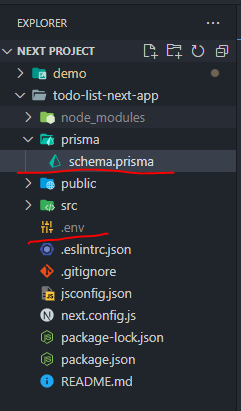 EXPLORER
NEXT PROJECT
demo
todo-list-next-app
node_modules
prisma
schema.prisma
public
src
.env
.eslintrc.json
.gitignore
jsconfig.json
next.config.js
package-lock.json
package.json
README.md